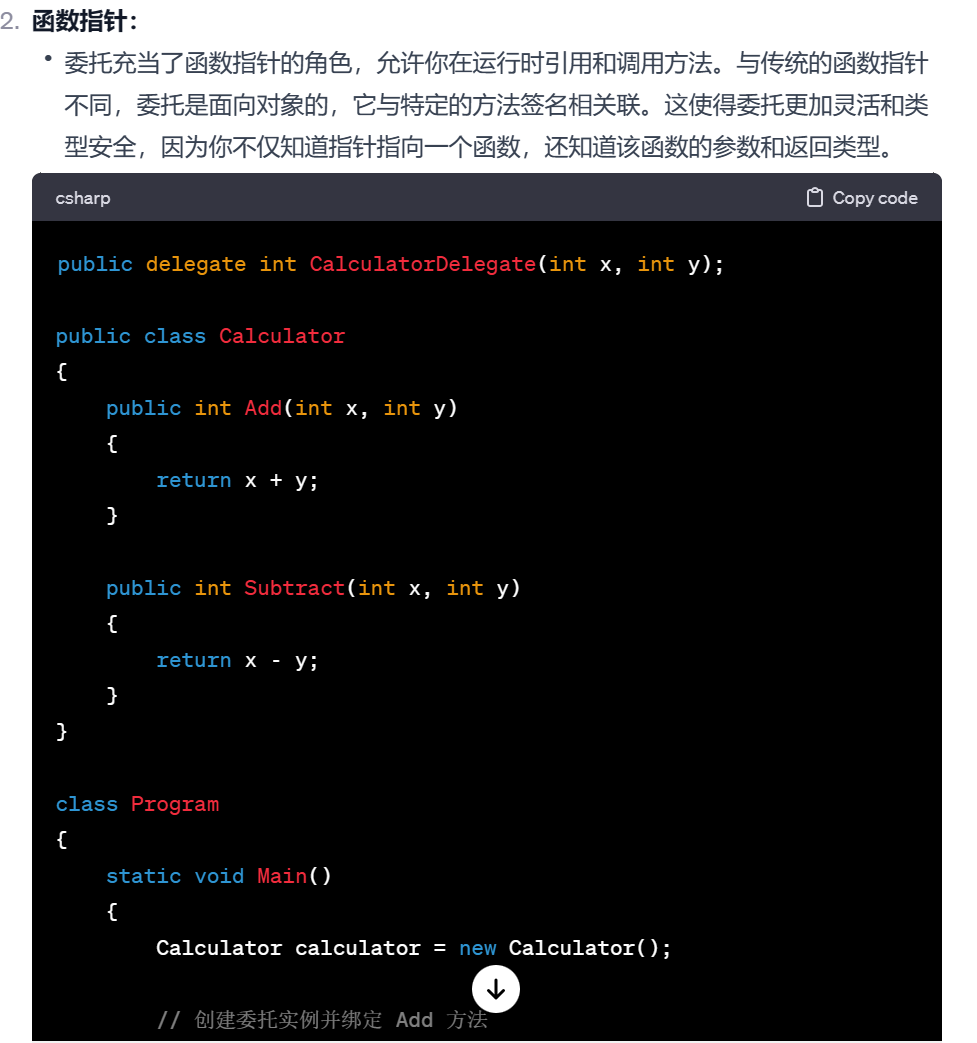 2. 函数指针：
• 委托充当了函数指针的角色，允许你在运行时引用和调用方法。与传统的函数指针
不同，委托是面向对象的，它与特定的方法签名相关联。这使得委托更加灵活和类
型安全，因为你不仅知道指针指向一个函数，还知道该函数的参数和返回类型。
csharp Copy code
public delegate int CalculatorDelegate(int x, int y);
public class Calculator
{
    public int Add(int x, int y)
    {
        return x + y;
    }
    public int Subtract(int x, int y)
    {
        return x - y;
    }
}
class Program
{
    static void Main()
    {
        Calculator calculator = new Calculator();
        // 创建委托实例并绑定 Add 方法